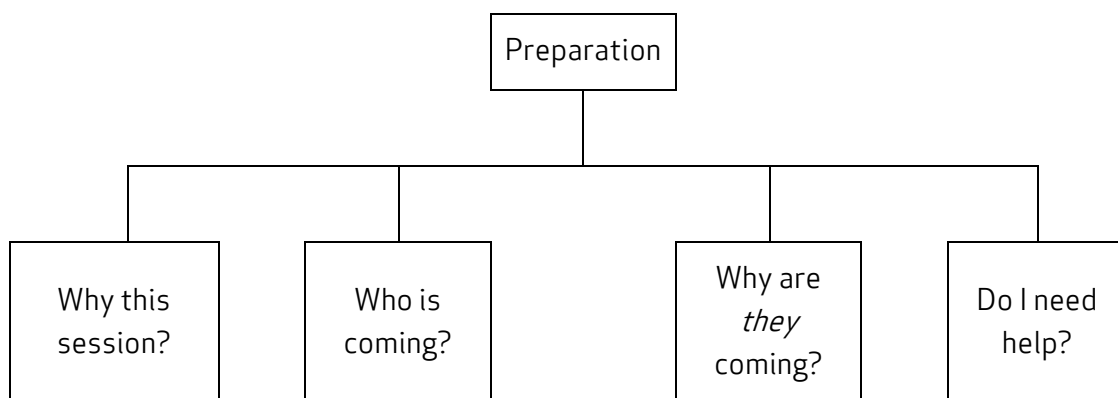 Preparation
Why this
session?
Who is
coming?
Why are
they
coming?
Do I need
help?